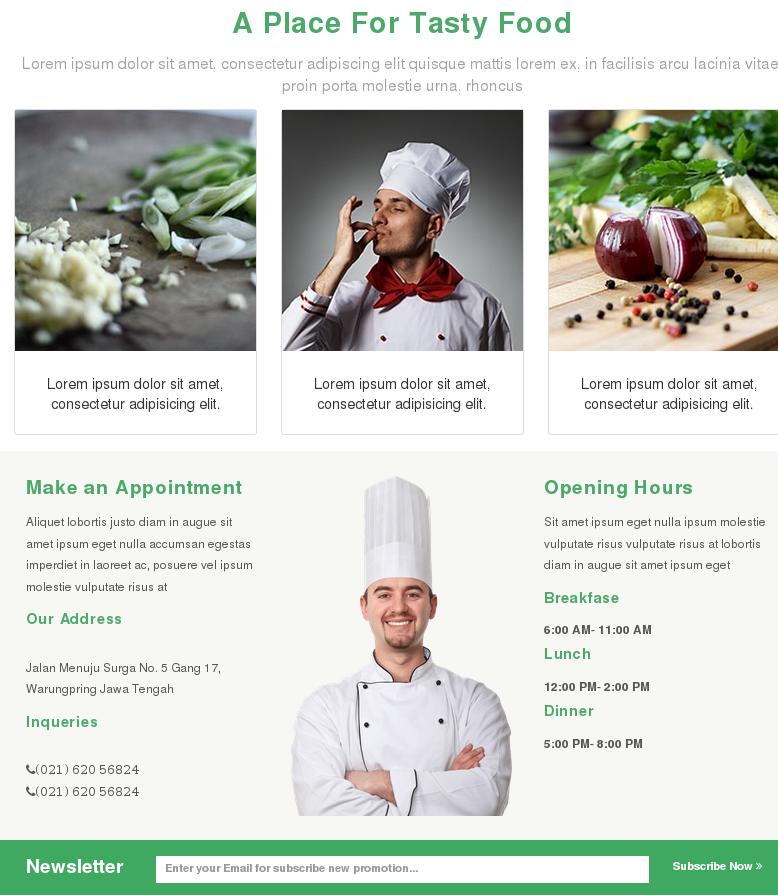 A Place For Tasty Food
Lorem ipsum dolor sit amet, consectetur adipiscing elit quisque mattis lorem ex, in facilisis arcu lacinia vitae
proin porta molestie urna, rhoncus
Lorem ipsum dolor sit amet,
consectetur adipisicing elit.
Lorem ipsum dolor sit amet,
consectetur adipisicing elit.
Lorem ipsum dolor sit amet,
consectetur adipisicing elit.
Make an Appointment
Aliquet lobortis justo diam in augue sit
amet ipsum eget nulla accumsan egestas
imperdiet in laoreet ac, posuere vel ipsum
molestie vulputate risus at
Our Address
Jalan Menuju Surga No. 5 Gang 17,
Warungpring Jawa Tengah
Inqueries
(021) 620 56824
(021) 620 56824
Opening Hours
Sit amet ipsum eget nulla ipsum molestie
vulputate risus vulputate risus at lobortis
diam in augue sit amet ipsum eget
Breakfase
6:00 AM- 11:00 AM
Lunch
12:00 PM- 2:00 PM
Dinner
5:00 PM- 8:00 PM
Newsletter
Enter your Email for subscribe new promotion...
Subscribe Now »